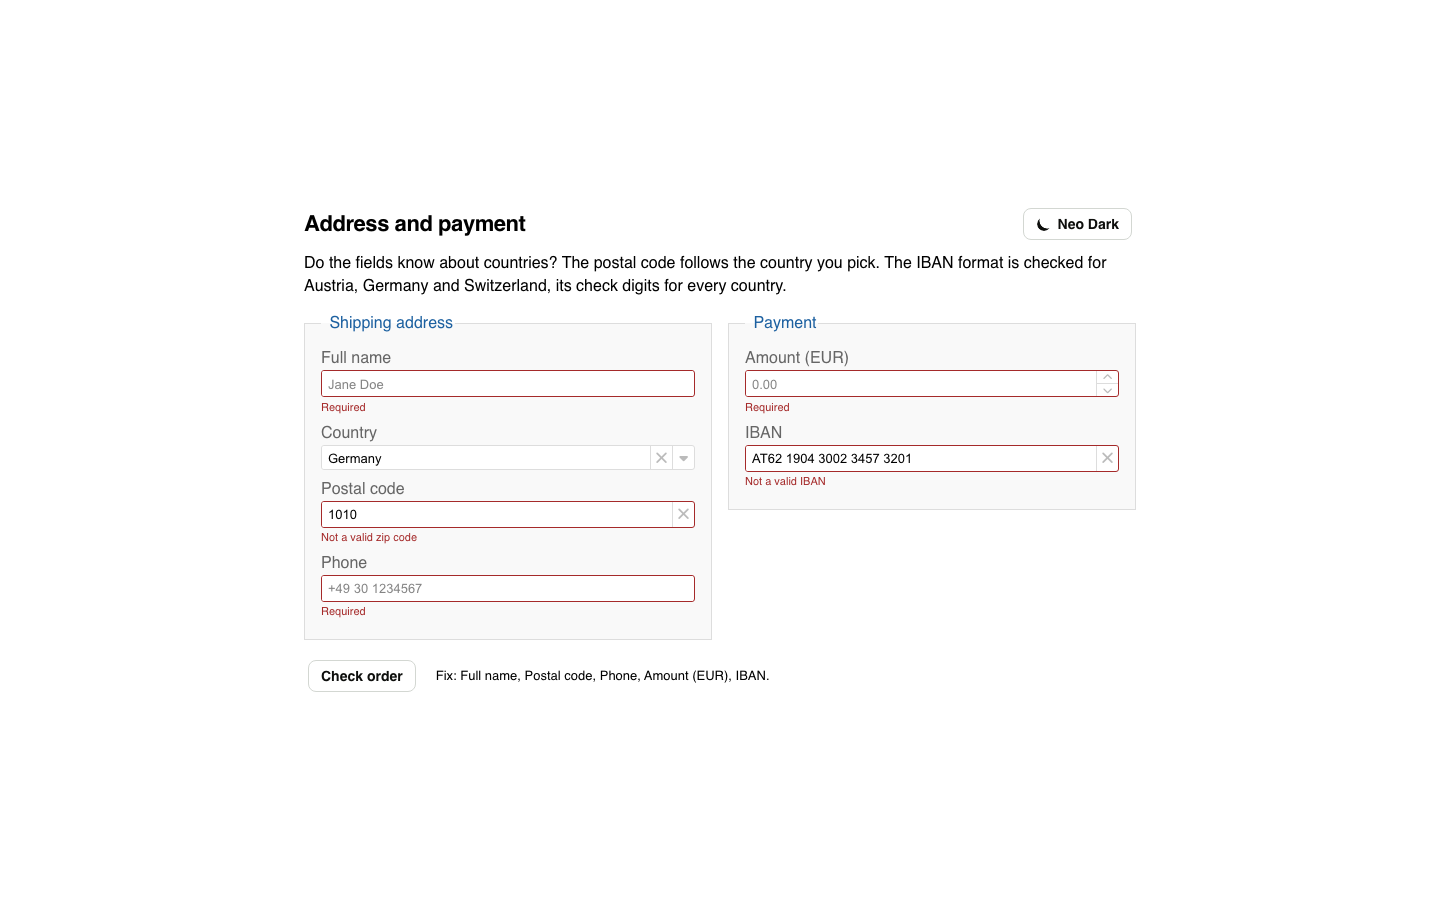 Address and payment
Neo Dark
Do the fields know about countries? The postal code follows the country you pick. The IBAN format is checked for
Austria, Germany and Switzerland, its check digits for every country.
Shipping address
Full name
Jane Doe
Required
Country
Germany
Postal code
1010
Not a valid zip code
Phone
+49 30 1234567
Required
Payment
Amount (EUR)
0.00
Required
IBAN
AT62 1904 3002 3457 3201
Not a valid IBAN
Check order
Fix: Full name, Postal code, Phone, Amount (EUR), IBAN.